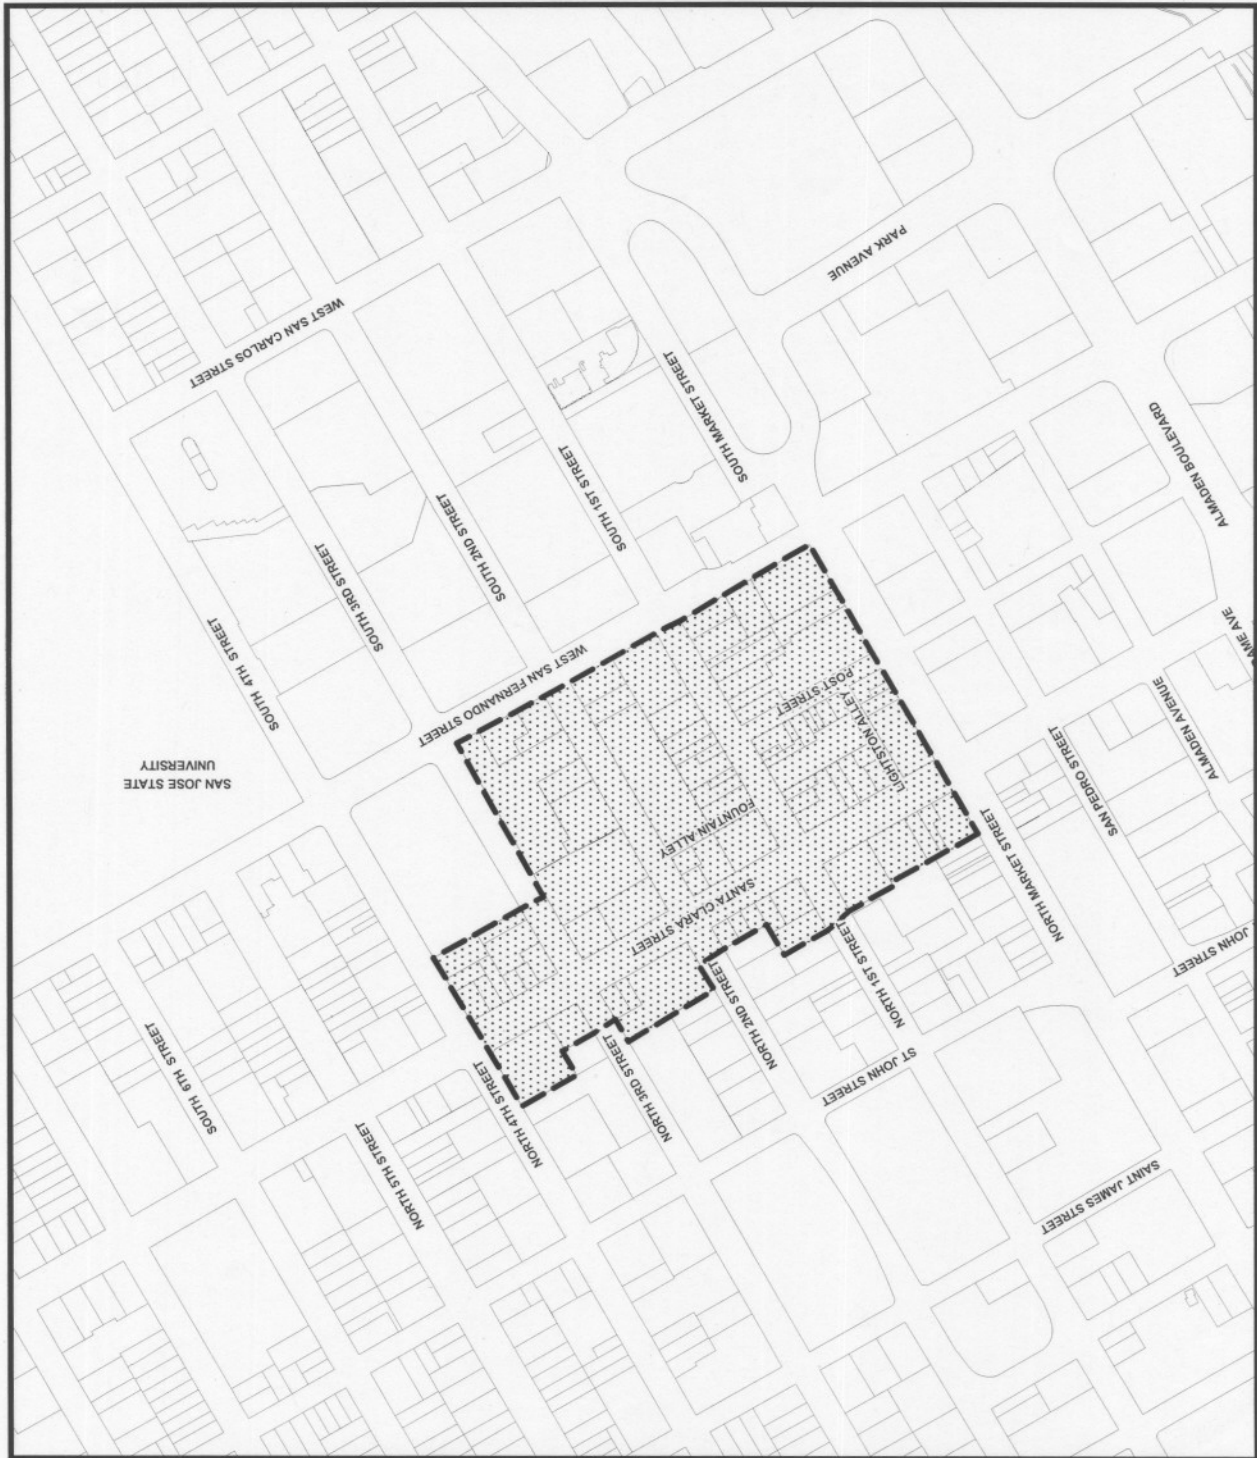 SAINT JAMES STREET
NORTH 5TH STREET
NORTH 4TH STREET
NORTH 3RD STREET
ST JOHN STREET
SOUTH 6TH STREET
NORTH 2ND STREET
NORTH 1ST STREET
JOHN STREET
SANTA CLARA STREET
NORTH MARKET STREET
FOUNTAIN ALLEY
SAN PEDRO STREET
SAN JOSE STATE
UNIVERSITY
LIGHTSTON ALLEY
ALMADEN AVENUE
POST STREET
WEST SAN FERNANDO STREET
SOUTH 4TH STREET
AME AVE
SOUTH 3RD STREET
SOUTH 2ND STREET
SOUTH 1ST STREET
ALMADEN BOULEVARD
SOUTH MARKET STREET
WEST SAN CARLOS STREET
PARK AVENUE